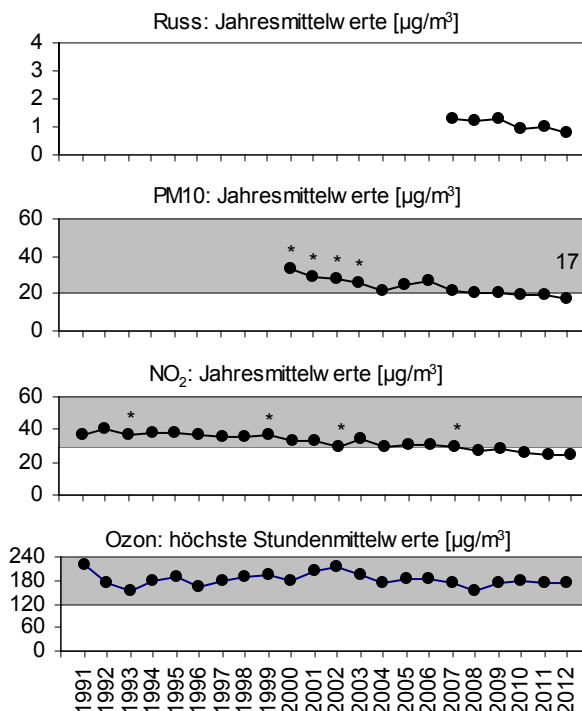 Russ: Jahresmittelwerte [µg/m³]
4
3
2
1
0
PM10: Jahresmittelwerte [µg/m³]
60
40
20
0
* * * *
17
NO₂: Jahresmittelwerte [µg/m³]
60
40
20
0
* * * *
Ozon: höchste Stundenmittelwerte [µg/m³]
240
180
120
60
0
1991 1992 1993 1994 1995 1996 1997 1998 1999 2000 2001 2002 2003 2004 2005 2006 2007 2008 2009 2010 2011 2012